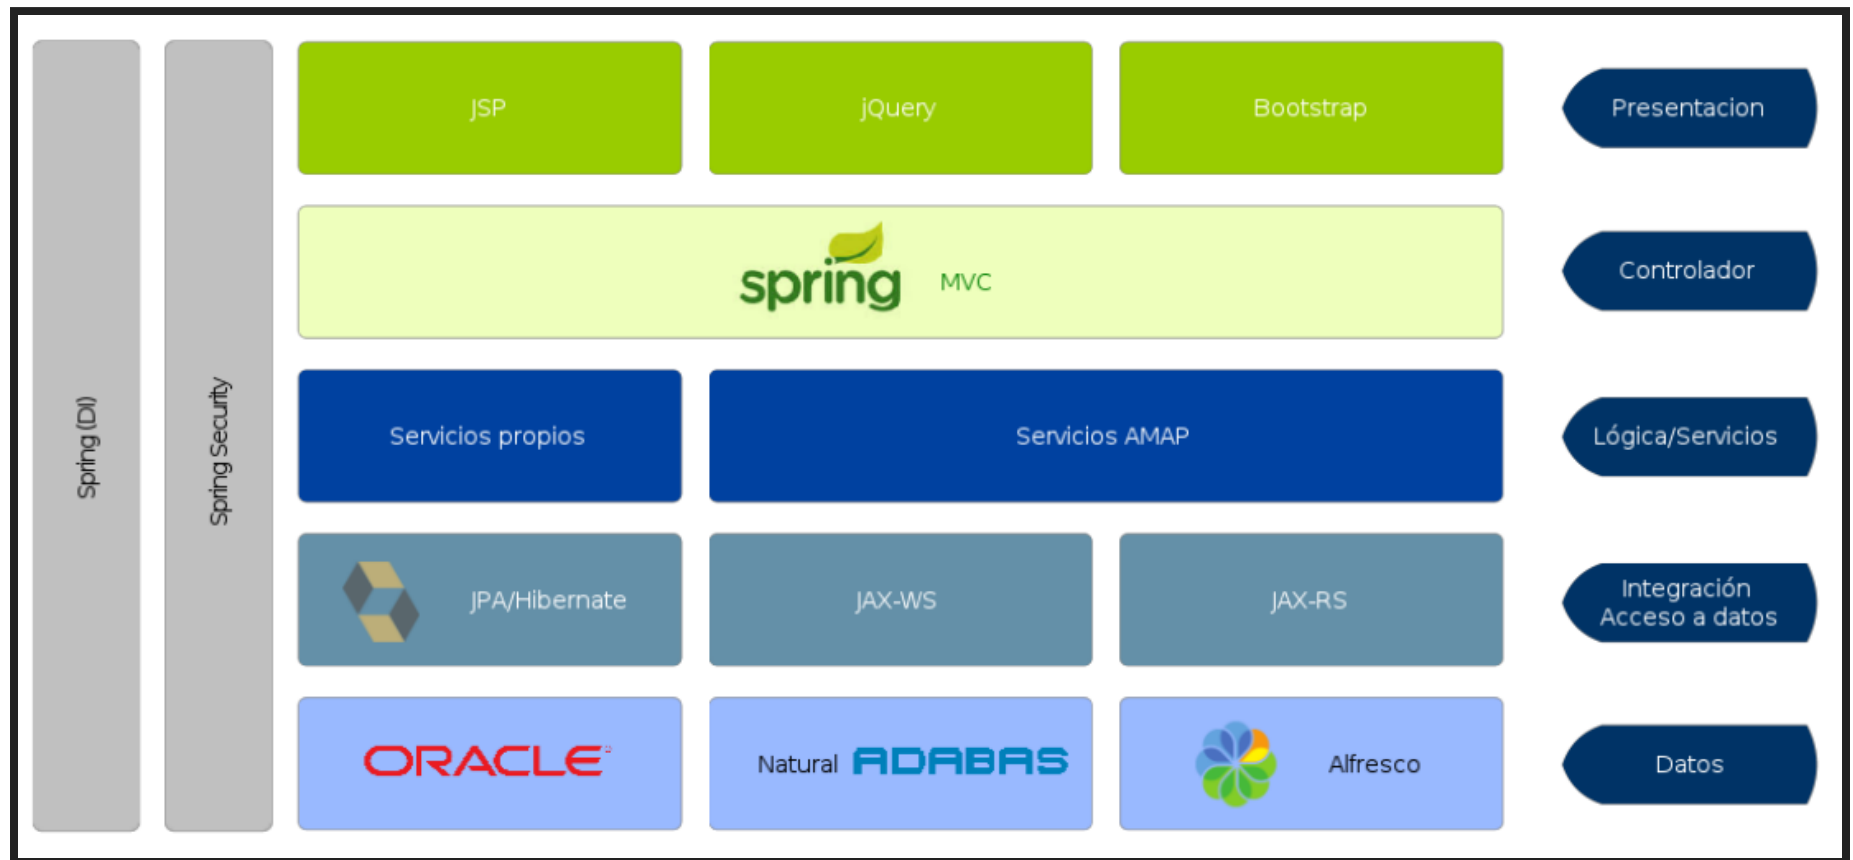 Spring (DI)
Spring Security
JSP
jQuery
Bootstrap
Presentacion
spring MVC
Controlador
Servicios propios
Servicios AMAP
Lógica/Servicios
JPA/Hibernate
JAX-WS
JAX-RS
Integración
Acceso a datos
ORACLE
Natural ADABAS
Alfresco
Datos